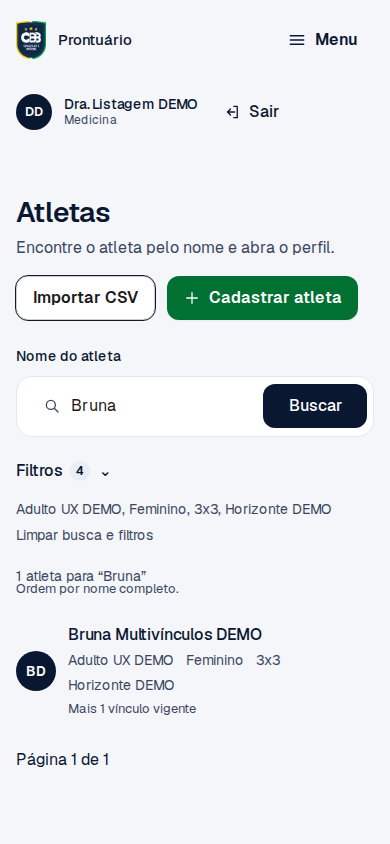 CBB
Prontuário
Menu
DD
Dra.Listagem DEMO
Medicina
Sair
Atletas
Encontre o atleta pelo nome e abra o perfil.
Importar CSV
Cadastrar atleta
Nome do atleta
Bruna
Buscar
Filtros 4
Adulto UX DEMO, Feminino, 3x3, Horizonte DEMO
Limpar busca e filtros
1 atleta para “Bruna”
Ordem por nome completo.
BD
Bruna Multivínculos DEMO
Adulto UX DEMO Feminino 3x3
Horizonte DEMO
Mais 1 vínculo vigente
Página 1 de 1